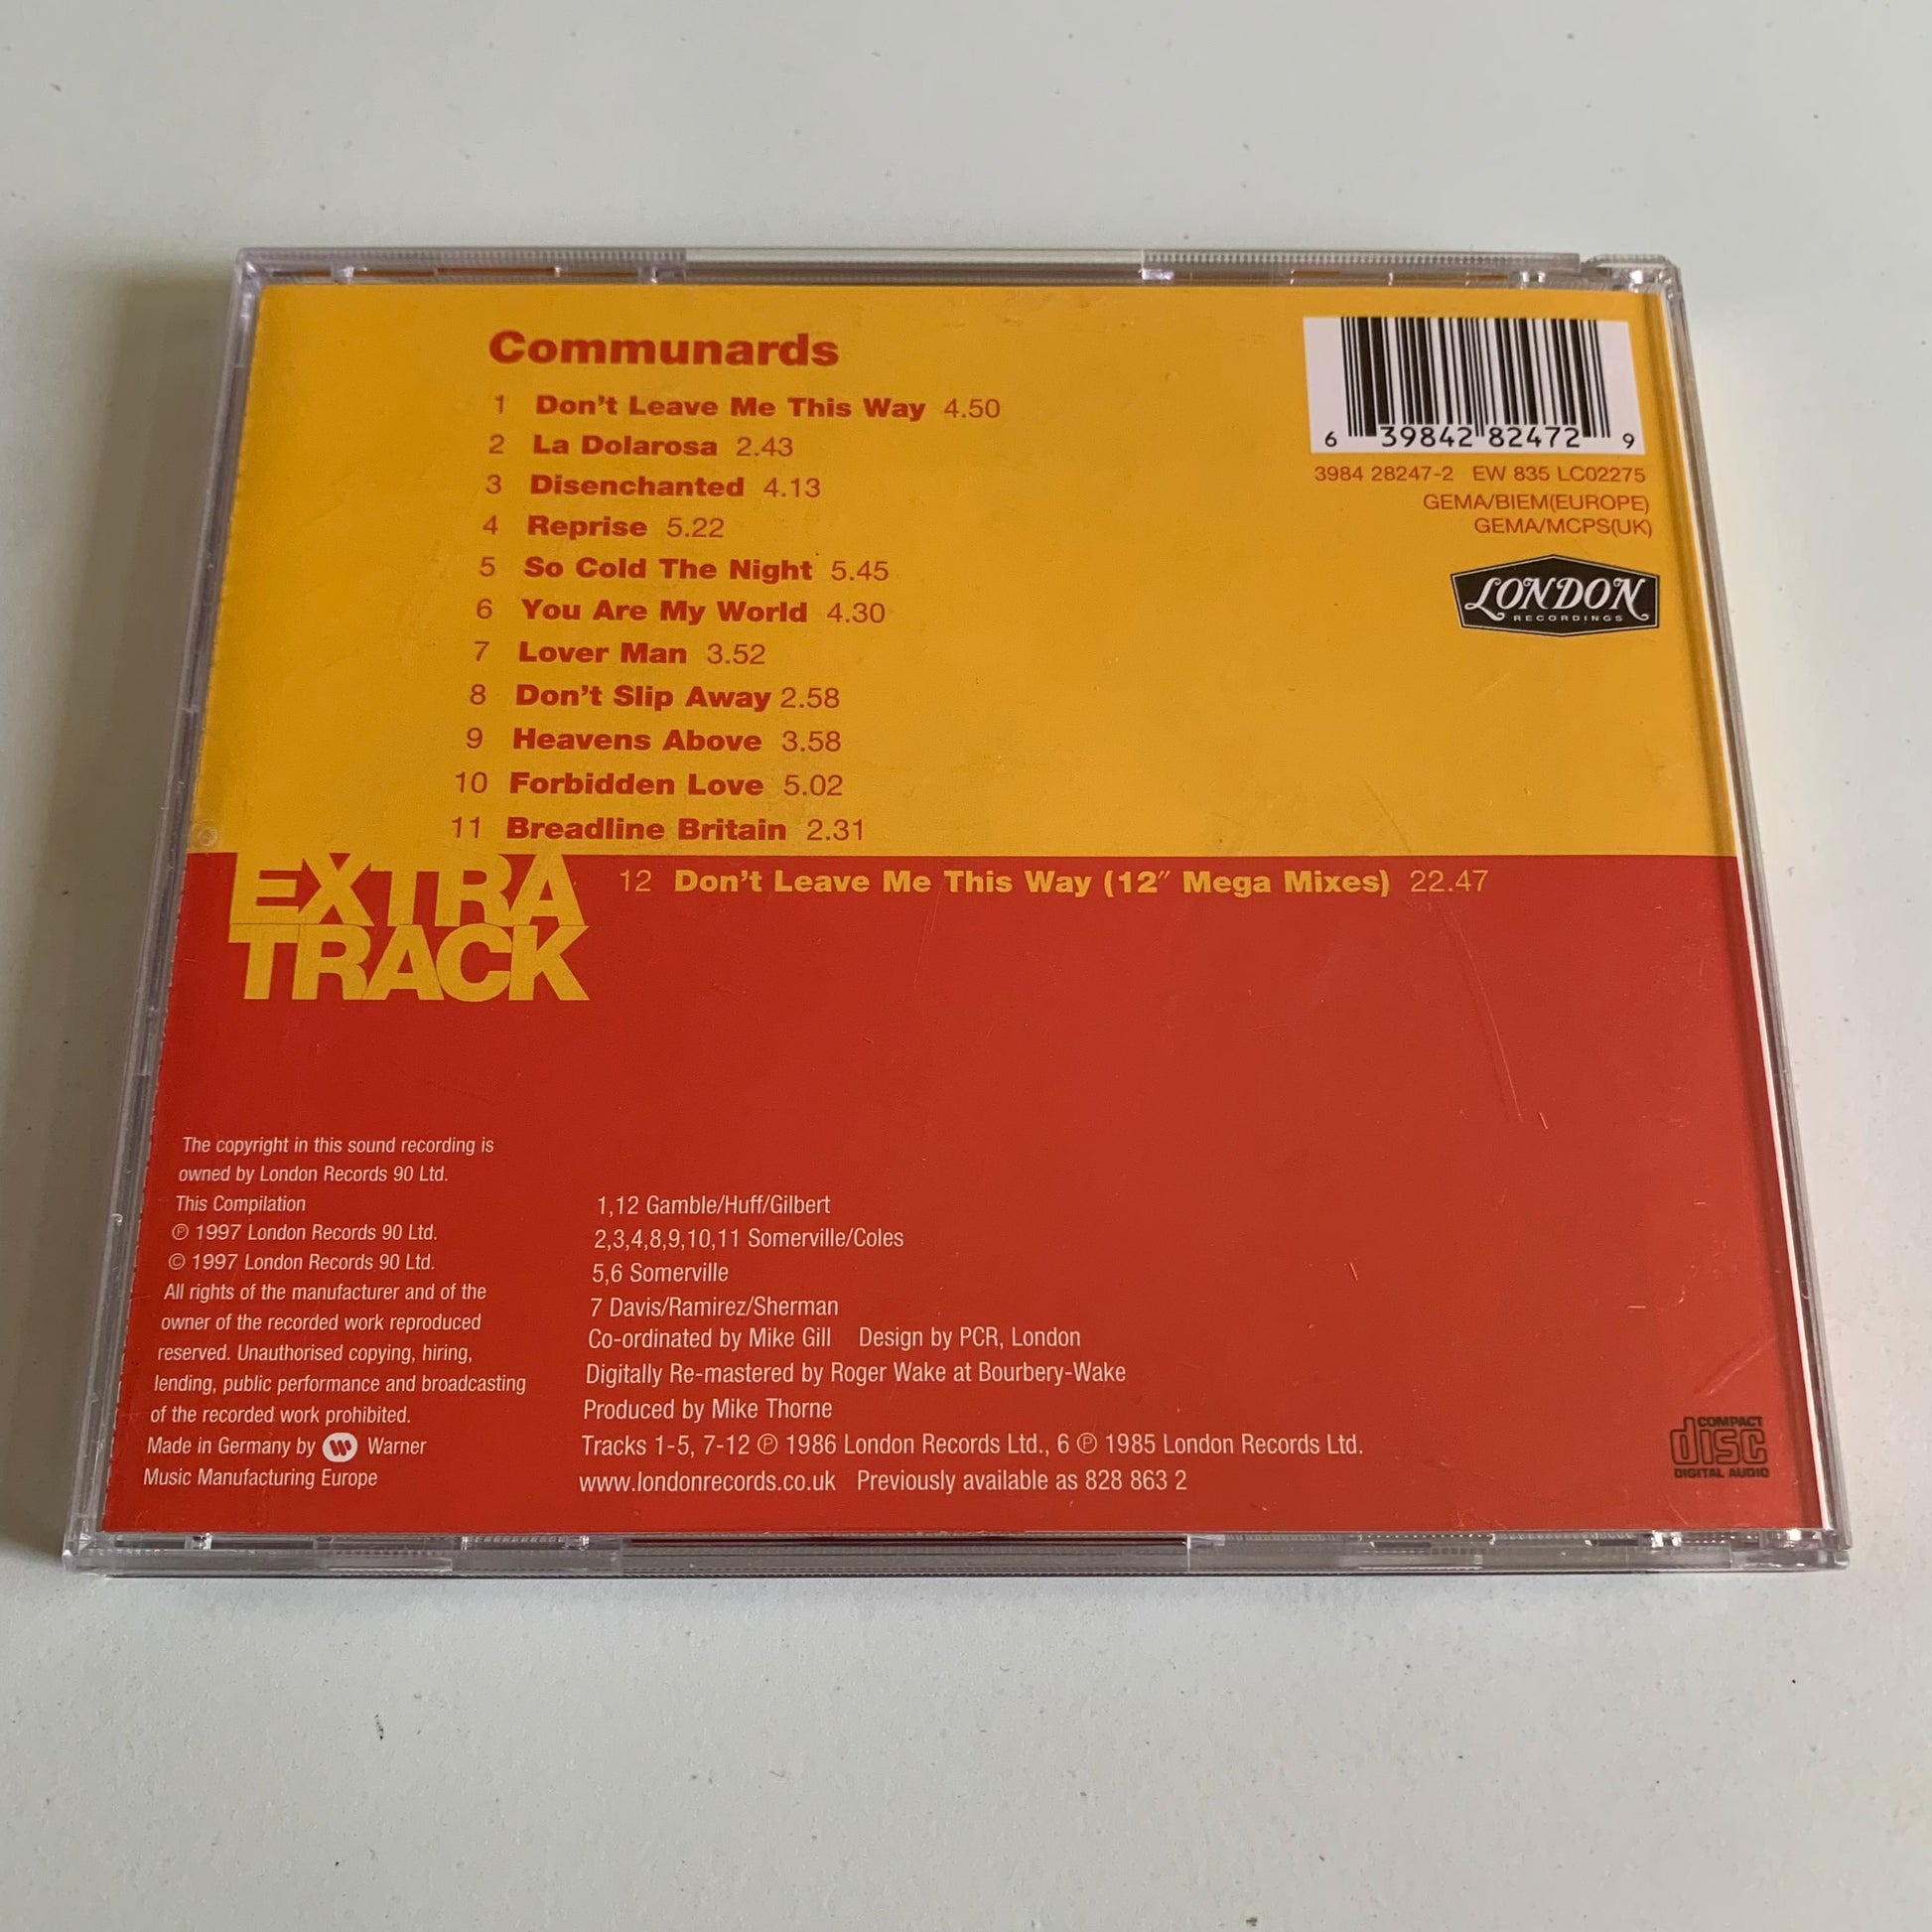 Communards
1 Don't Leave Me This Way 4.50
2 La Dolarosa 2.43
3 Disenchanted 4.13
4 Reprise 5.22
5 So Cold The Night 5.45
6 You Are My World 4.30
7 Lover Man 3.52
8 Don't Slip Away 2.58
9 Heavens Above 3.58
10 Forbidden Love 5.02
11 Breadline Britain 2.31
6 39842 82472 9
3984 28247-2 EW 835 LC02275
GEMA/BIEM(EUROPE)
GEMA/MCPS(UK)
LONDON
RECORDINGS
EXTRA
TRACK
12 Don't Leave Me This Way (12″ Mega Mixes) 22.47
The copyright in this sound recording is
owned by London Records 90 Ltd.
This Compilation
℗ 1997 London Records 90 Ltd.
© 1997 London Records 90 Ltd.
All rights of the manufacturer and of the
owner of the recorded work reproduced
reserved. Unauthorised copying, hiring,
lending, public performance and broadcasting
of the recorded work prohibited.
Made in Germany by Warner
Music Manufacturing Europe
1,12 Gamble/Huff/Gilbert
2,3,4,8,9,10,11 Somerville/Coles
5,6 Somerville
7 Davis/Ramirez/Sherman
Co-ordinated by Mike Gill Design by PCR, London
Digitally Re-mastered by Roger Wake at Bourbery-Wake
Produced by Mike Thorne
Tracks 1-5, 7-12 ℗ 1986 London Records Ltd., 6 ℗ 1985 London Records Ltd.
www.londonrecords.co.uk Previously available as 828 863 2
COMPACT
disc
DIGITAL AUDIO